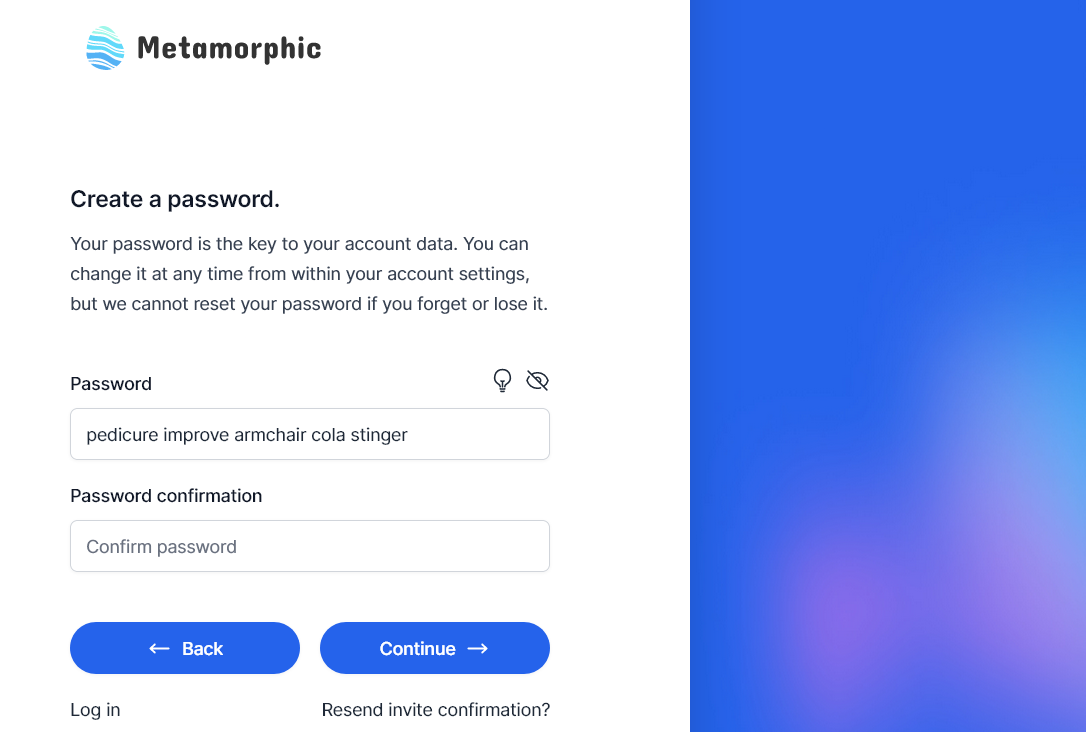 Metamorphic
Create a password.
Your password is the key to your account data. You can
change it at any time from within your account settings,
but we cannot reset your password if you forget or lose it.
Password
pedicure improve armchair cola stinger
Password confirmation
Confirm password
← Back
Continue →
Log in
Resend invite confirmation?